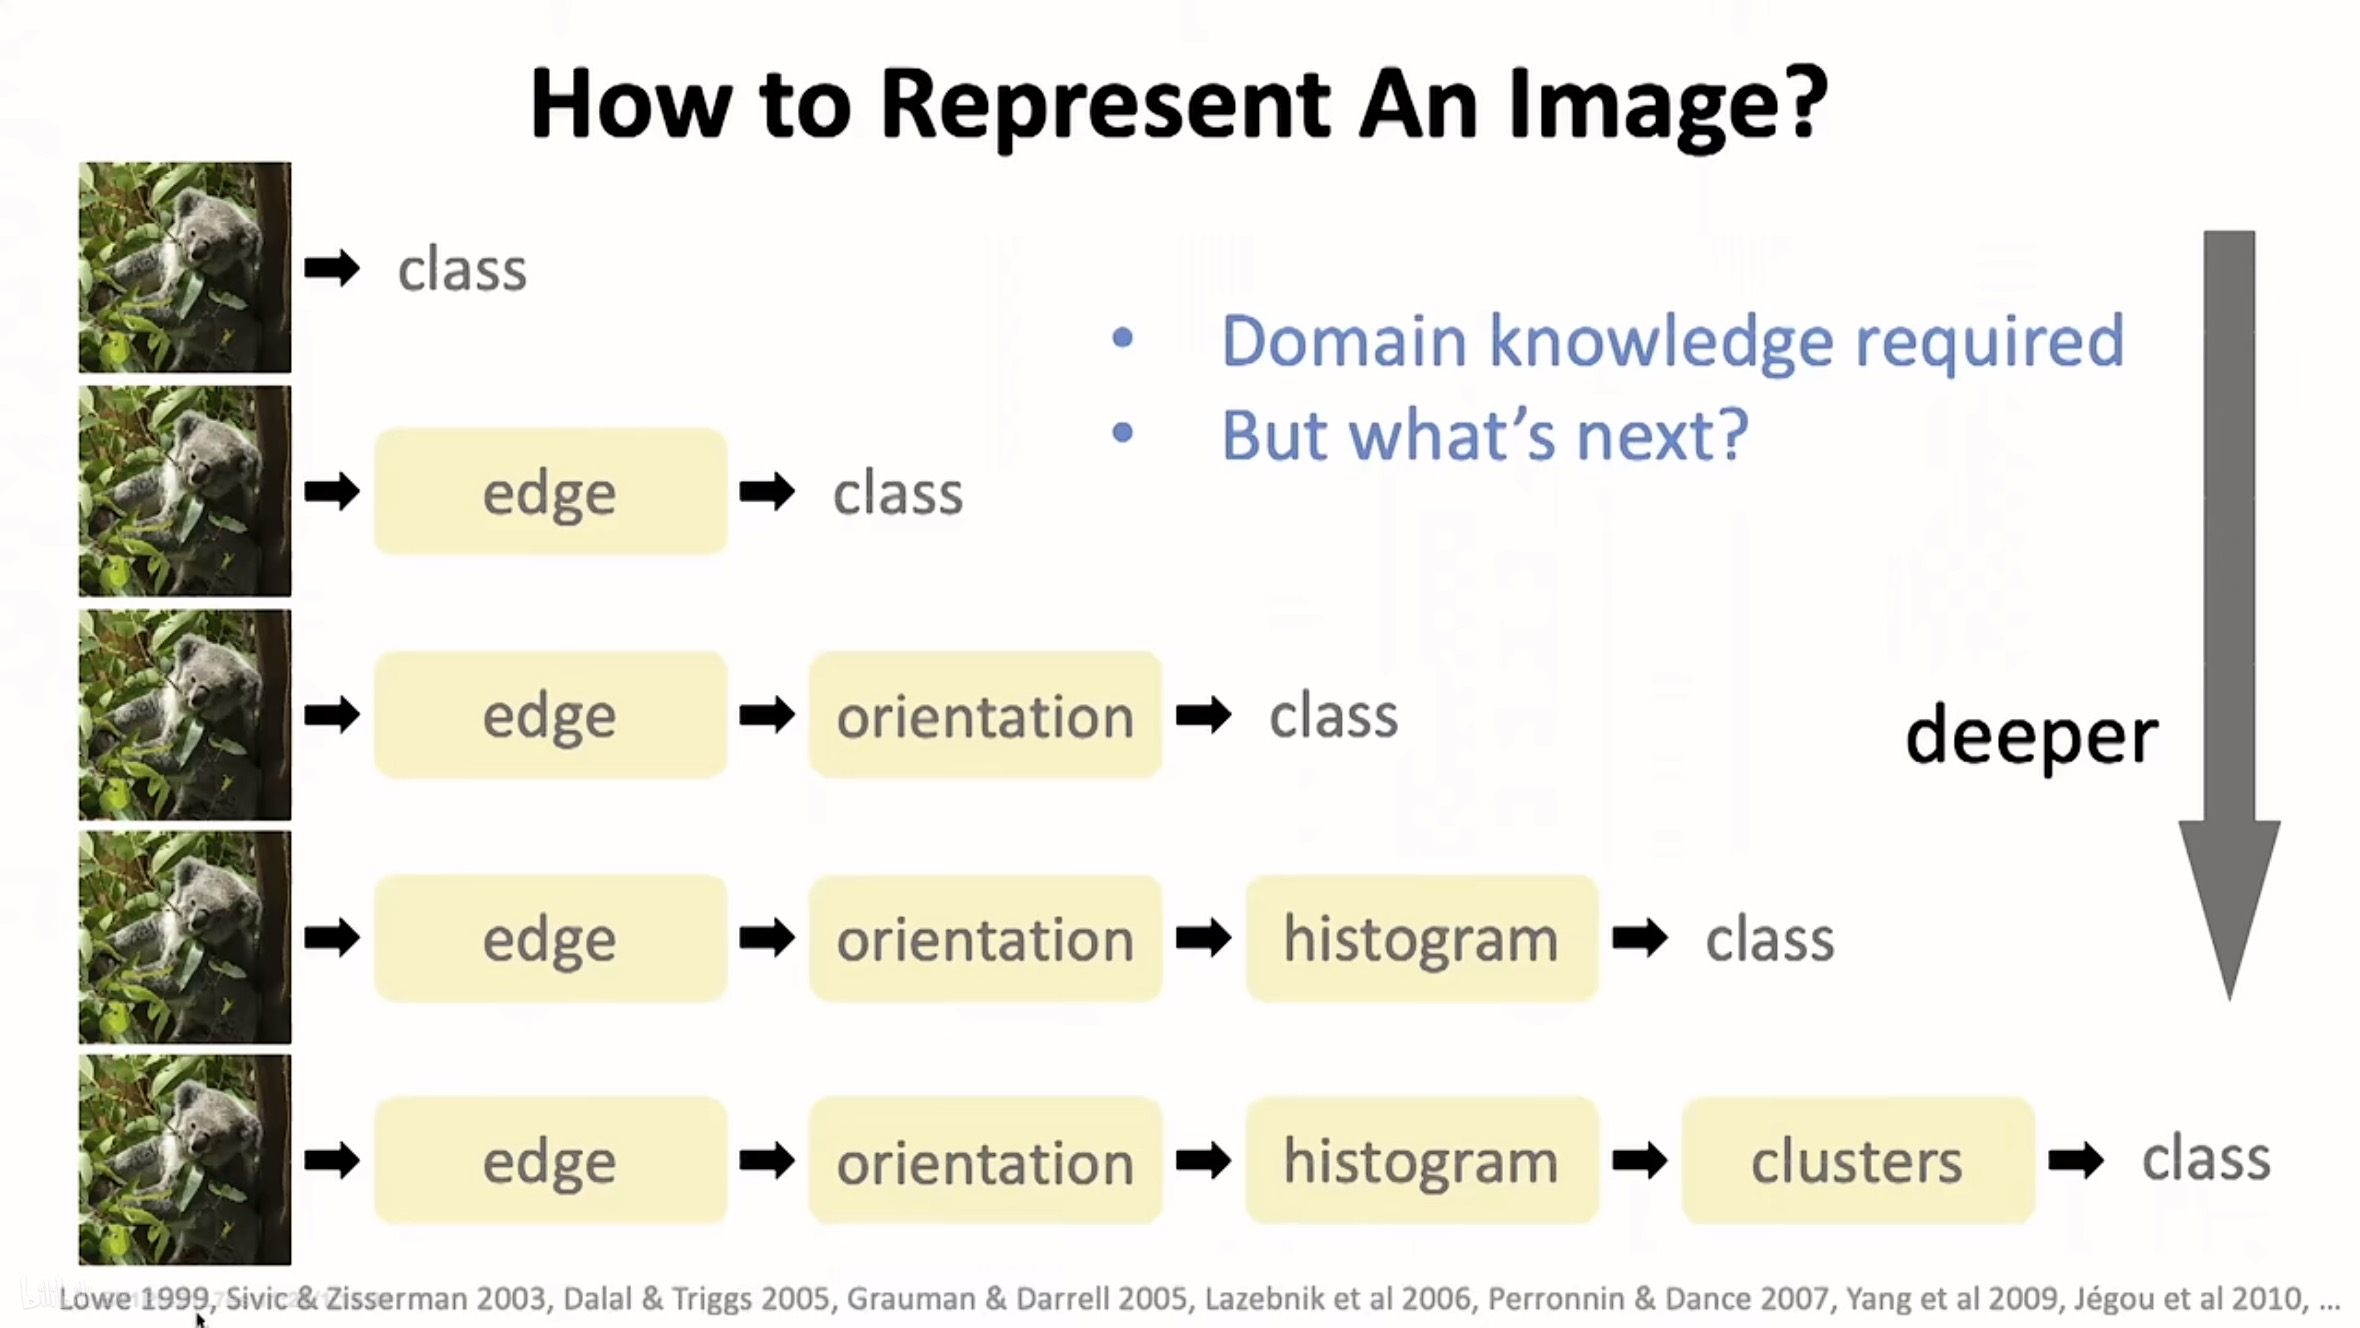 How to Represent An Image?
class
• Domain knowledge required
• But what's next?
edge class
edge orientation class
deeper
edge orientation histogram class
edge orientation histogram clusters class
Lowe 1999, Sivic & Zisserman 2003, Dalal & Triggs 2005, Grauman & Darrell 2005, Lazebnik et al 2006, Perronnin & Dance 2007, Yang et al 2009, Jégou et al 2010, ...